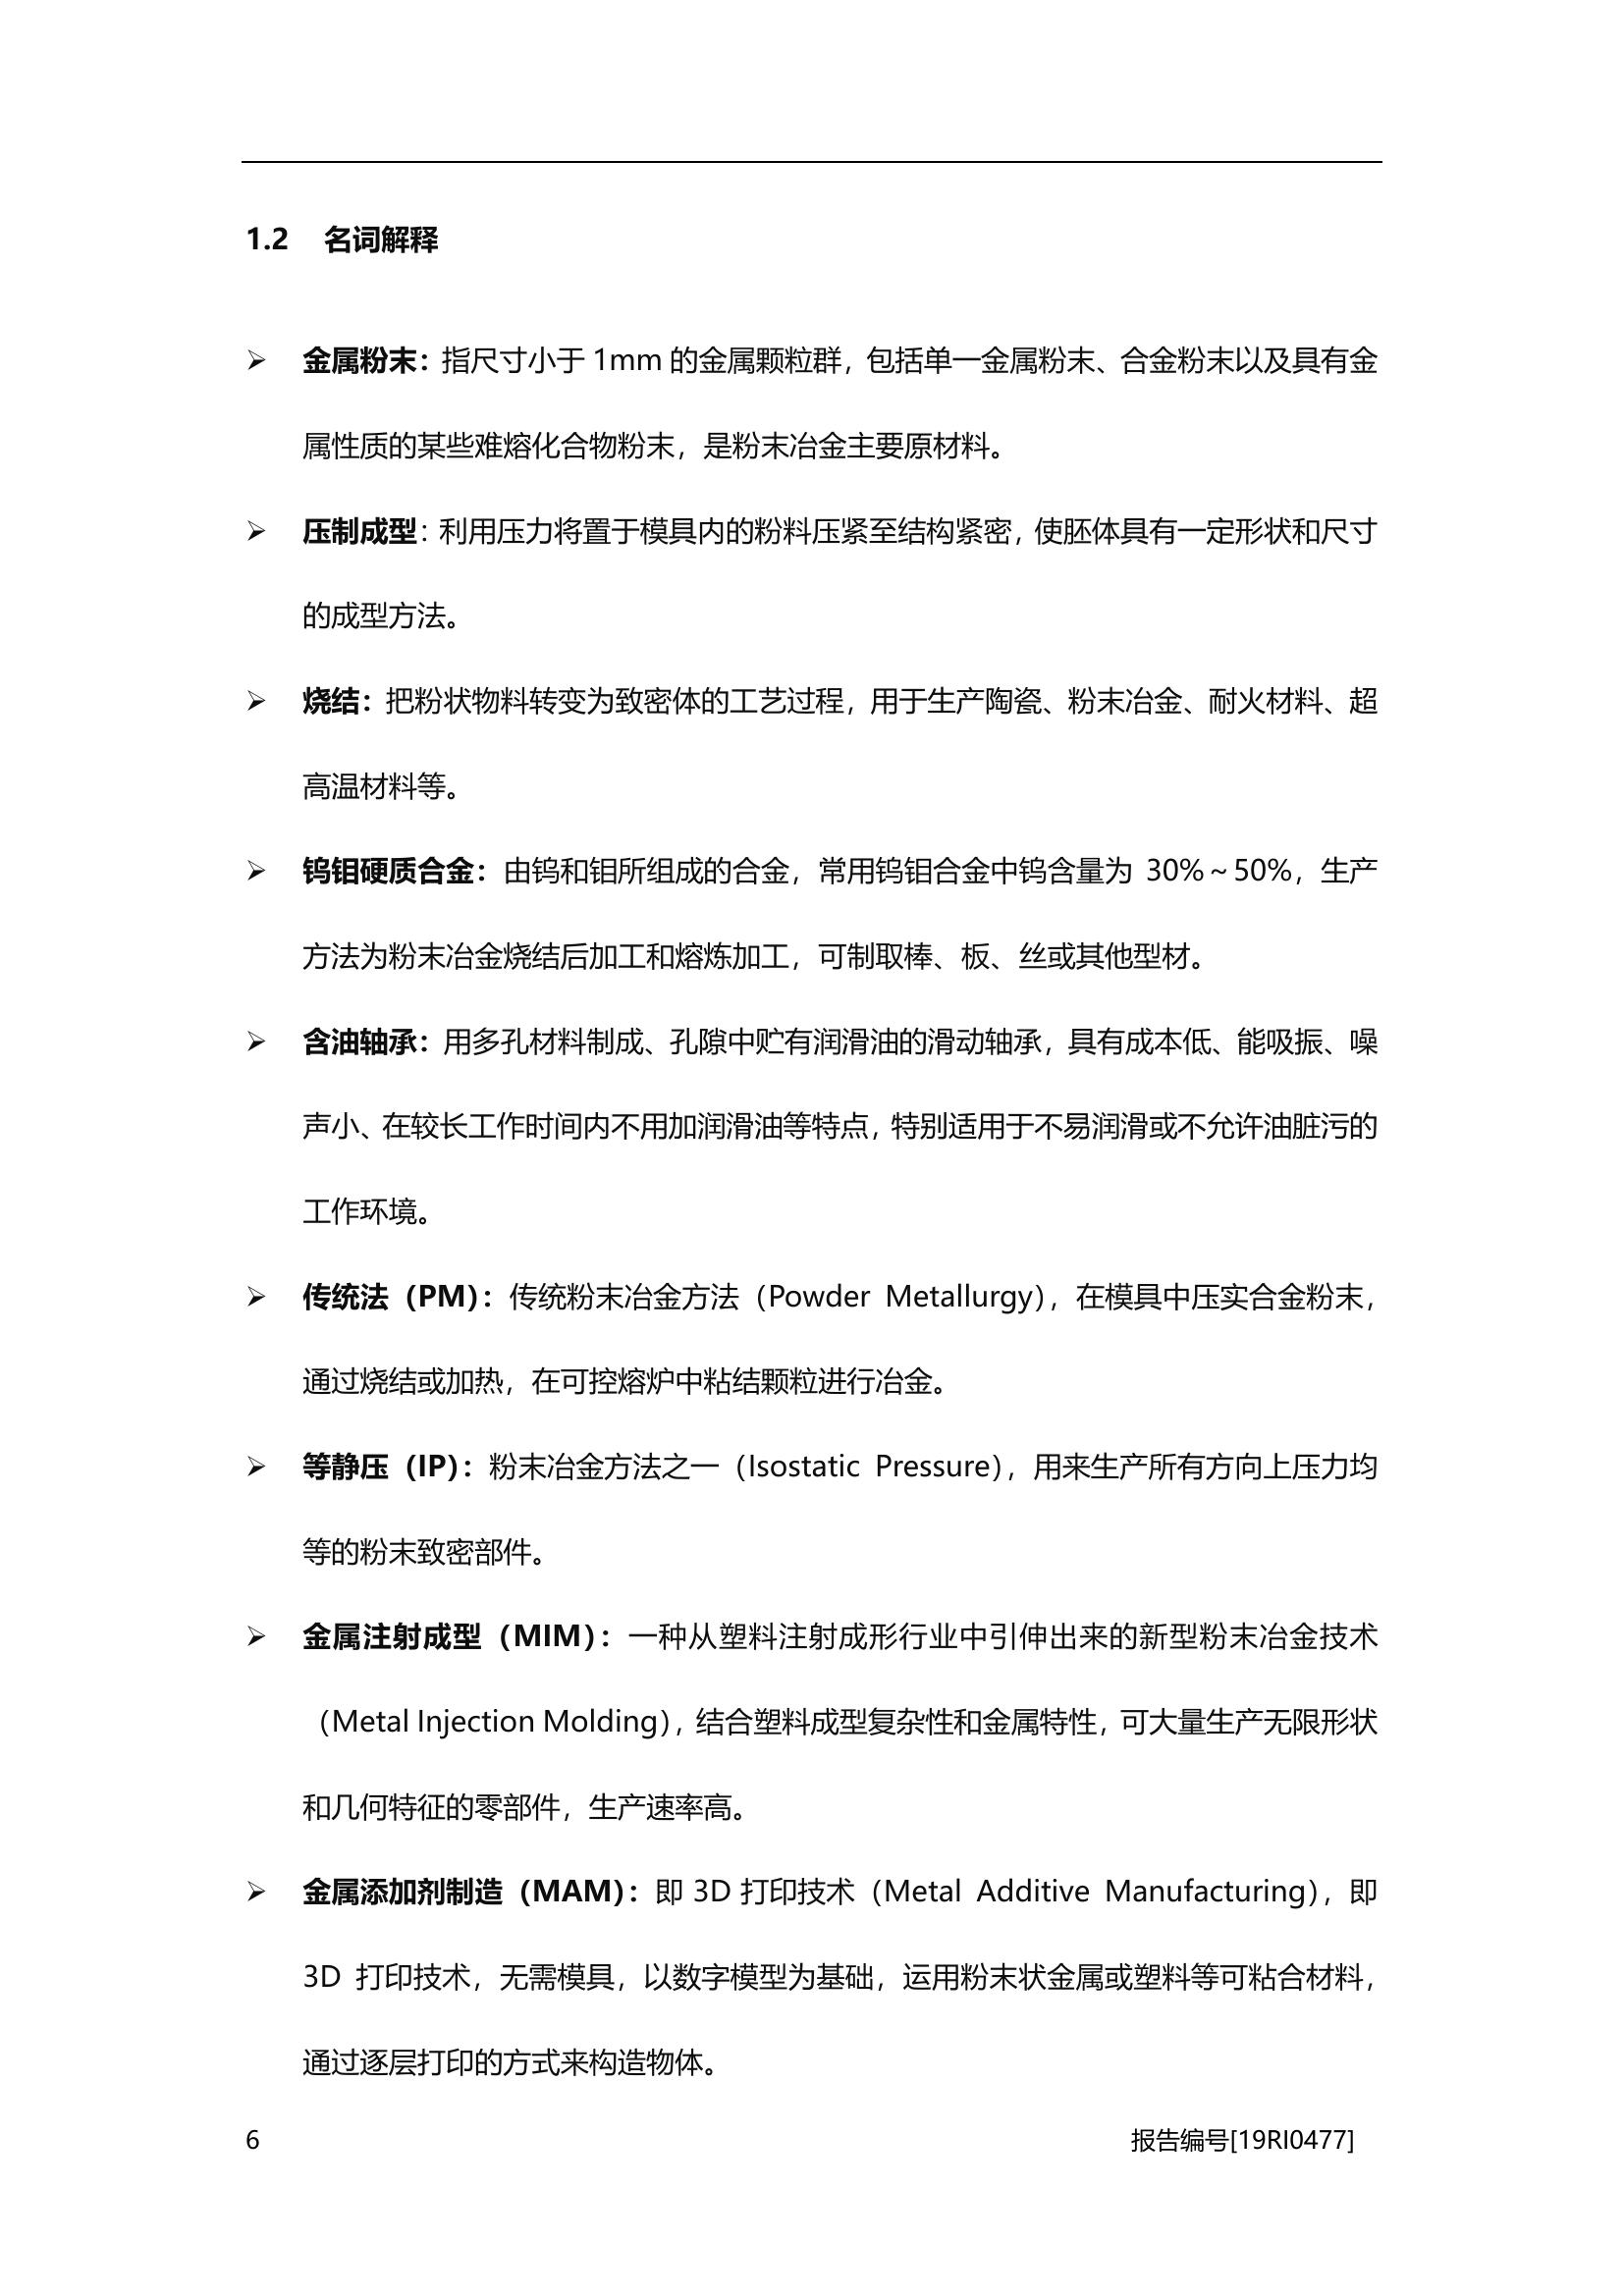 1.2 名词解释
➢ 金属粉末：指尺寸小于 1mm 的金属颗粒群，包括单一金属粉末、合金粉末以及具有金
属性质的某些难熔化合物粉末，是粉末冶金主要原材料。
➢ 压制成型：利用压力将置于模具内的粉料压紧至结构紧密，使胚体具有一定形状和尺寸
的成型方法。
➢ 烧结：把粉状物料转变为致密体的工艺过程，用于生产陶瓷、粉末冶金、耐火材料、超
高温材料等。
➢ 钨钼硬质合金：由钨和钼所组成的合金，常用钨钼合金中钨含量为 30%～50%，生产
方法为粉末冶金烧结后加工和熔炼加工，可制取棒、板、丝或其他型材。
➢ 含油轴承：用多孔材料制成、孔隙中贮有润滑油的滑动轴承，具有成本低、能吸振、噪
声小、在较长工作时间内不用加润滑油等特点，特别适用于不易润滑或不允许油脏污的
工作环境。
➢ 传统法（PM）：传统粉末冶金方法（Powder Metallurgy），在模具中压实合金粉末，
通过烧结或加热，在可控熔炉中粘结颗粒进行冶金。
➢ 等静压（IP）：粉末冶金方法之一（Isostatic Pressure），用来生产所有方向上压力均
等的粉末致密部件。
➢ 金属注射成型（MIM）：一种从塑料注射成形行业中引伸出来的新型粉末冶金技术
（Metal Injection Molding），结合塑料成型复杂性和金属特性，可大量生产无限形状
和几何特征的零部件，生产速率高。
➢ 金属添加剂制造（MAM）：即 3D 打印技术（Metal Additive Manufacturing），即
3D 打印技术，无需模具，以数字模型为基础，运用粉末状金属或塑料等可粘合材料，
通过逐层打印的方式来构造物体。
6 报告编号[19RI0477]